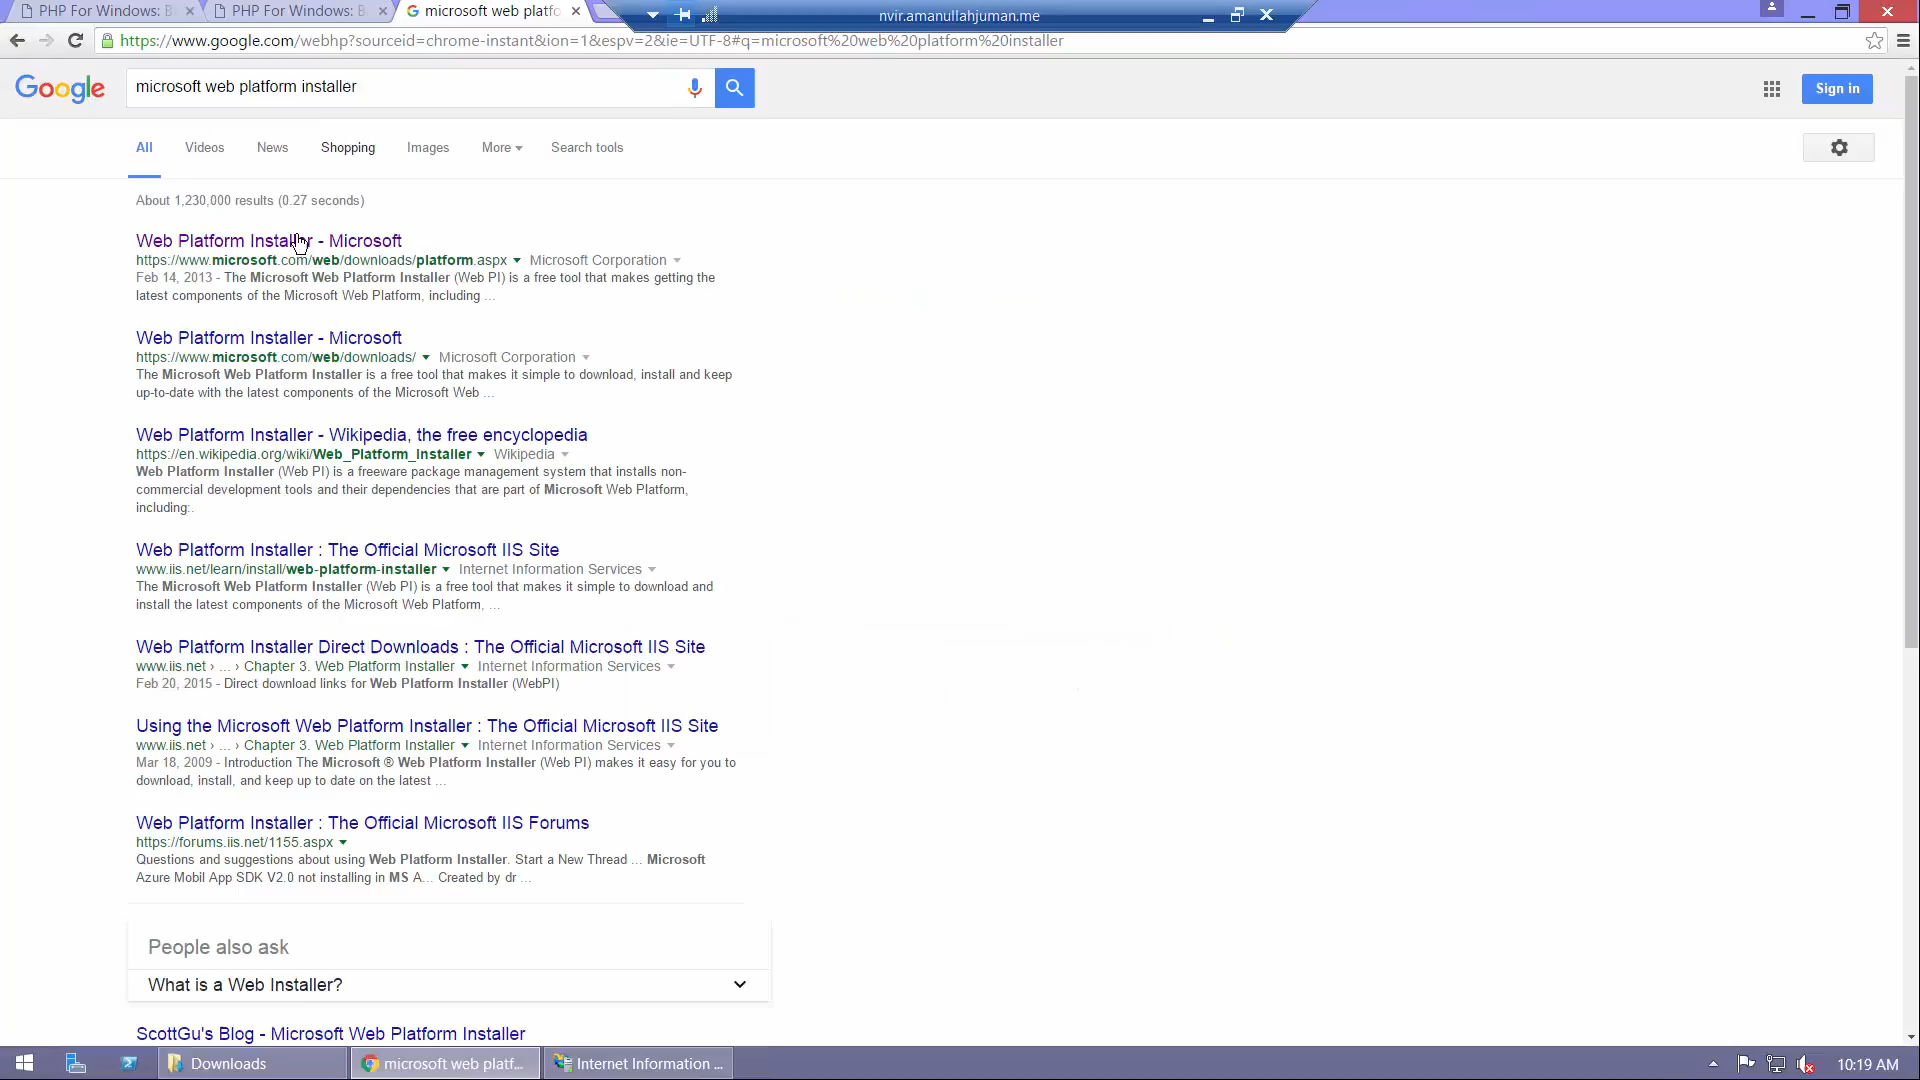 PHP For Windows: B
PHP For Windows: B
microsoft web platfo
nvir.amanullahjuman.me
https://www.google.com/webhp?sourceid=chrome-instant&ion=1&espv=2&ie=UTF-8#q=microsoft%20web%20platform%20installer
Google
microsoft web platform installer
Sign in
All Videos News Shopping Images More Search tools
About 1,230,000 results (0.27 seconds)
Web Platform Installer - Microsoft
https://www.microsoft.com/web/downloads/platform.aspx Microsoft Corporation
Feb 14, 2013 - The Microsoft Web Platform Installer (Web PI) is a free tool that makes getting the
latest components of the Microsoft Web Platform, including ...
Web Platform Installer - Microsoft
https://www.microsoft.com/web/downloads/ Microsoft Corporation
The Microsoft Web Platform Installer is a free tool that makes it simple to download, install and keep
up-to-date with the latest components of the Microsoft Web ...
Web Platform Installer - Wikipedia, the free encyclopedia
https://en.wikipedia.org/wiki/Web_Platform_Installer Wikipedia
Web Platform Installer (Web PI) is a freeware package management system that installs non-
commercial development tools and their dependencies that are part of Microsoft Web Platform,
including:.
Web Platform Installer : The Official Microsoft IIS Site
www.iis.net/learn/install/web-platform-installer Internet Information Services
The Microsoft Web Platform Installer (Web PI) is a free tool that makes it simple to download and
install the latest components of the Microsoft Web Platform, ...
Web Platform Installer Direct Downloads : The Official Microsoft IIS Site
www.iis.net › ... › Chapter 3. Web Platform Installer Internet Information Services
Feb 20, 2015 - Direct download links for Web Platform Installer (WebPI)
Using the Microsoft Web Platform Installer : The Official Microsoft IIS Site
www.iis.net › ... › Chapter 3. Web Platform Installer Internet Information Services
Mar 18, 2009 - Introduction The Microsoft ® Web Platform Installer (Web PI) makes it easy for you to
download, install, and keep up to date on the latest ...
Web Platform Installer : The Official Microsoft IIS Forums
https://forums.iis.net/1155.aspx
Questions and suggestions about using Web Platform Installer. Start a New Thread ... Microsoft
Azure Mobil App SDK V2.0 not installing in MS A... Created by dr ...
People also ask
What is a Web Installer?
ScottGu's Blog - Microsoft Web Platform Installer
Downloads
microsoft web platf...
Internet Information ...
10:19 AM